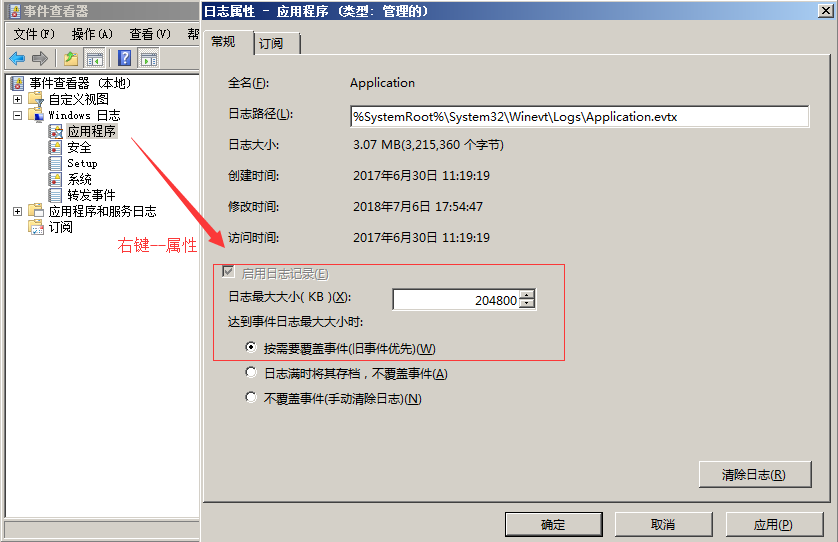 事件查看器
文件(F) 操作(A) 查看(V) 帮
事件查看器 (本地)
自定义视图
Windows 日志
应用程序
安全
Setup
系统
转发事件
应用程序和服务日志
订阅
右键--属性
日志属性 - 应用程序 (类型: 管理的)
常规 订阅
全名(F): Application
日志路径(L): %SystemRoot%\System32\Winevt\Logs\Application.evtx
日志大小: 3.07 MB(3,215,360 个字节)
创建时间: 2017年6月30日 11:19:19
修改时间: 2018年7月6日 17:54:47
访问时间: 2017年6月30日 11:19:19
启用日志记录(E)
日志最大大小( KB )(X): 204800
达到事件日志最大大小时:
按需要覆盖事件(旧事件优先)(W)
日志满时将其存档，不覆盖事件(A)
不覆盖事件(手动清除日志)(N)
清除日志(R)
确定 取消 应用(P)